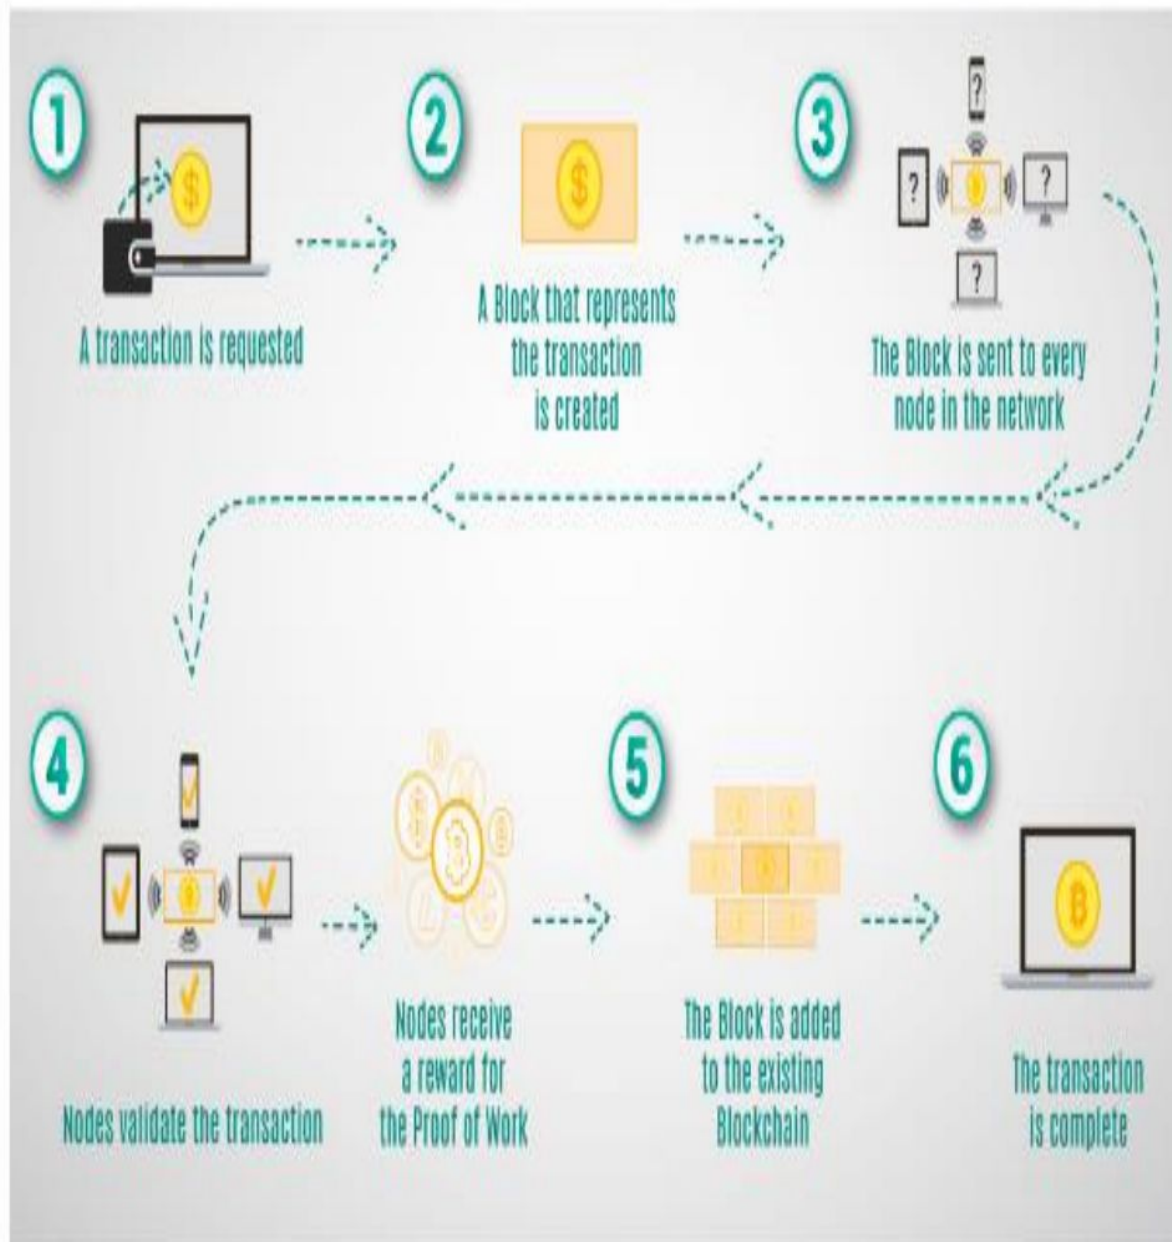 1
A transaction is requested
2
A Block that represents
the transaction
is created
3
The Block is sent to every
node in the network
4
Nodes validate the transaction
Nodes receive
a reward for
the Proof of Work
5
The Block is added
to the existing
Blockchain
6
The transaction
is complete